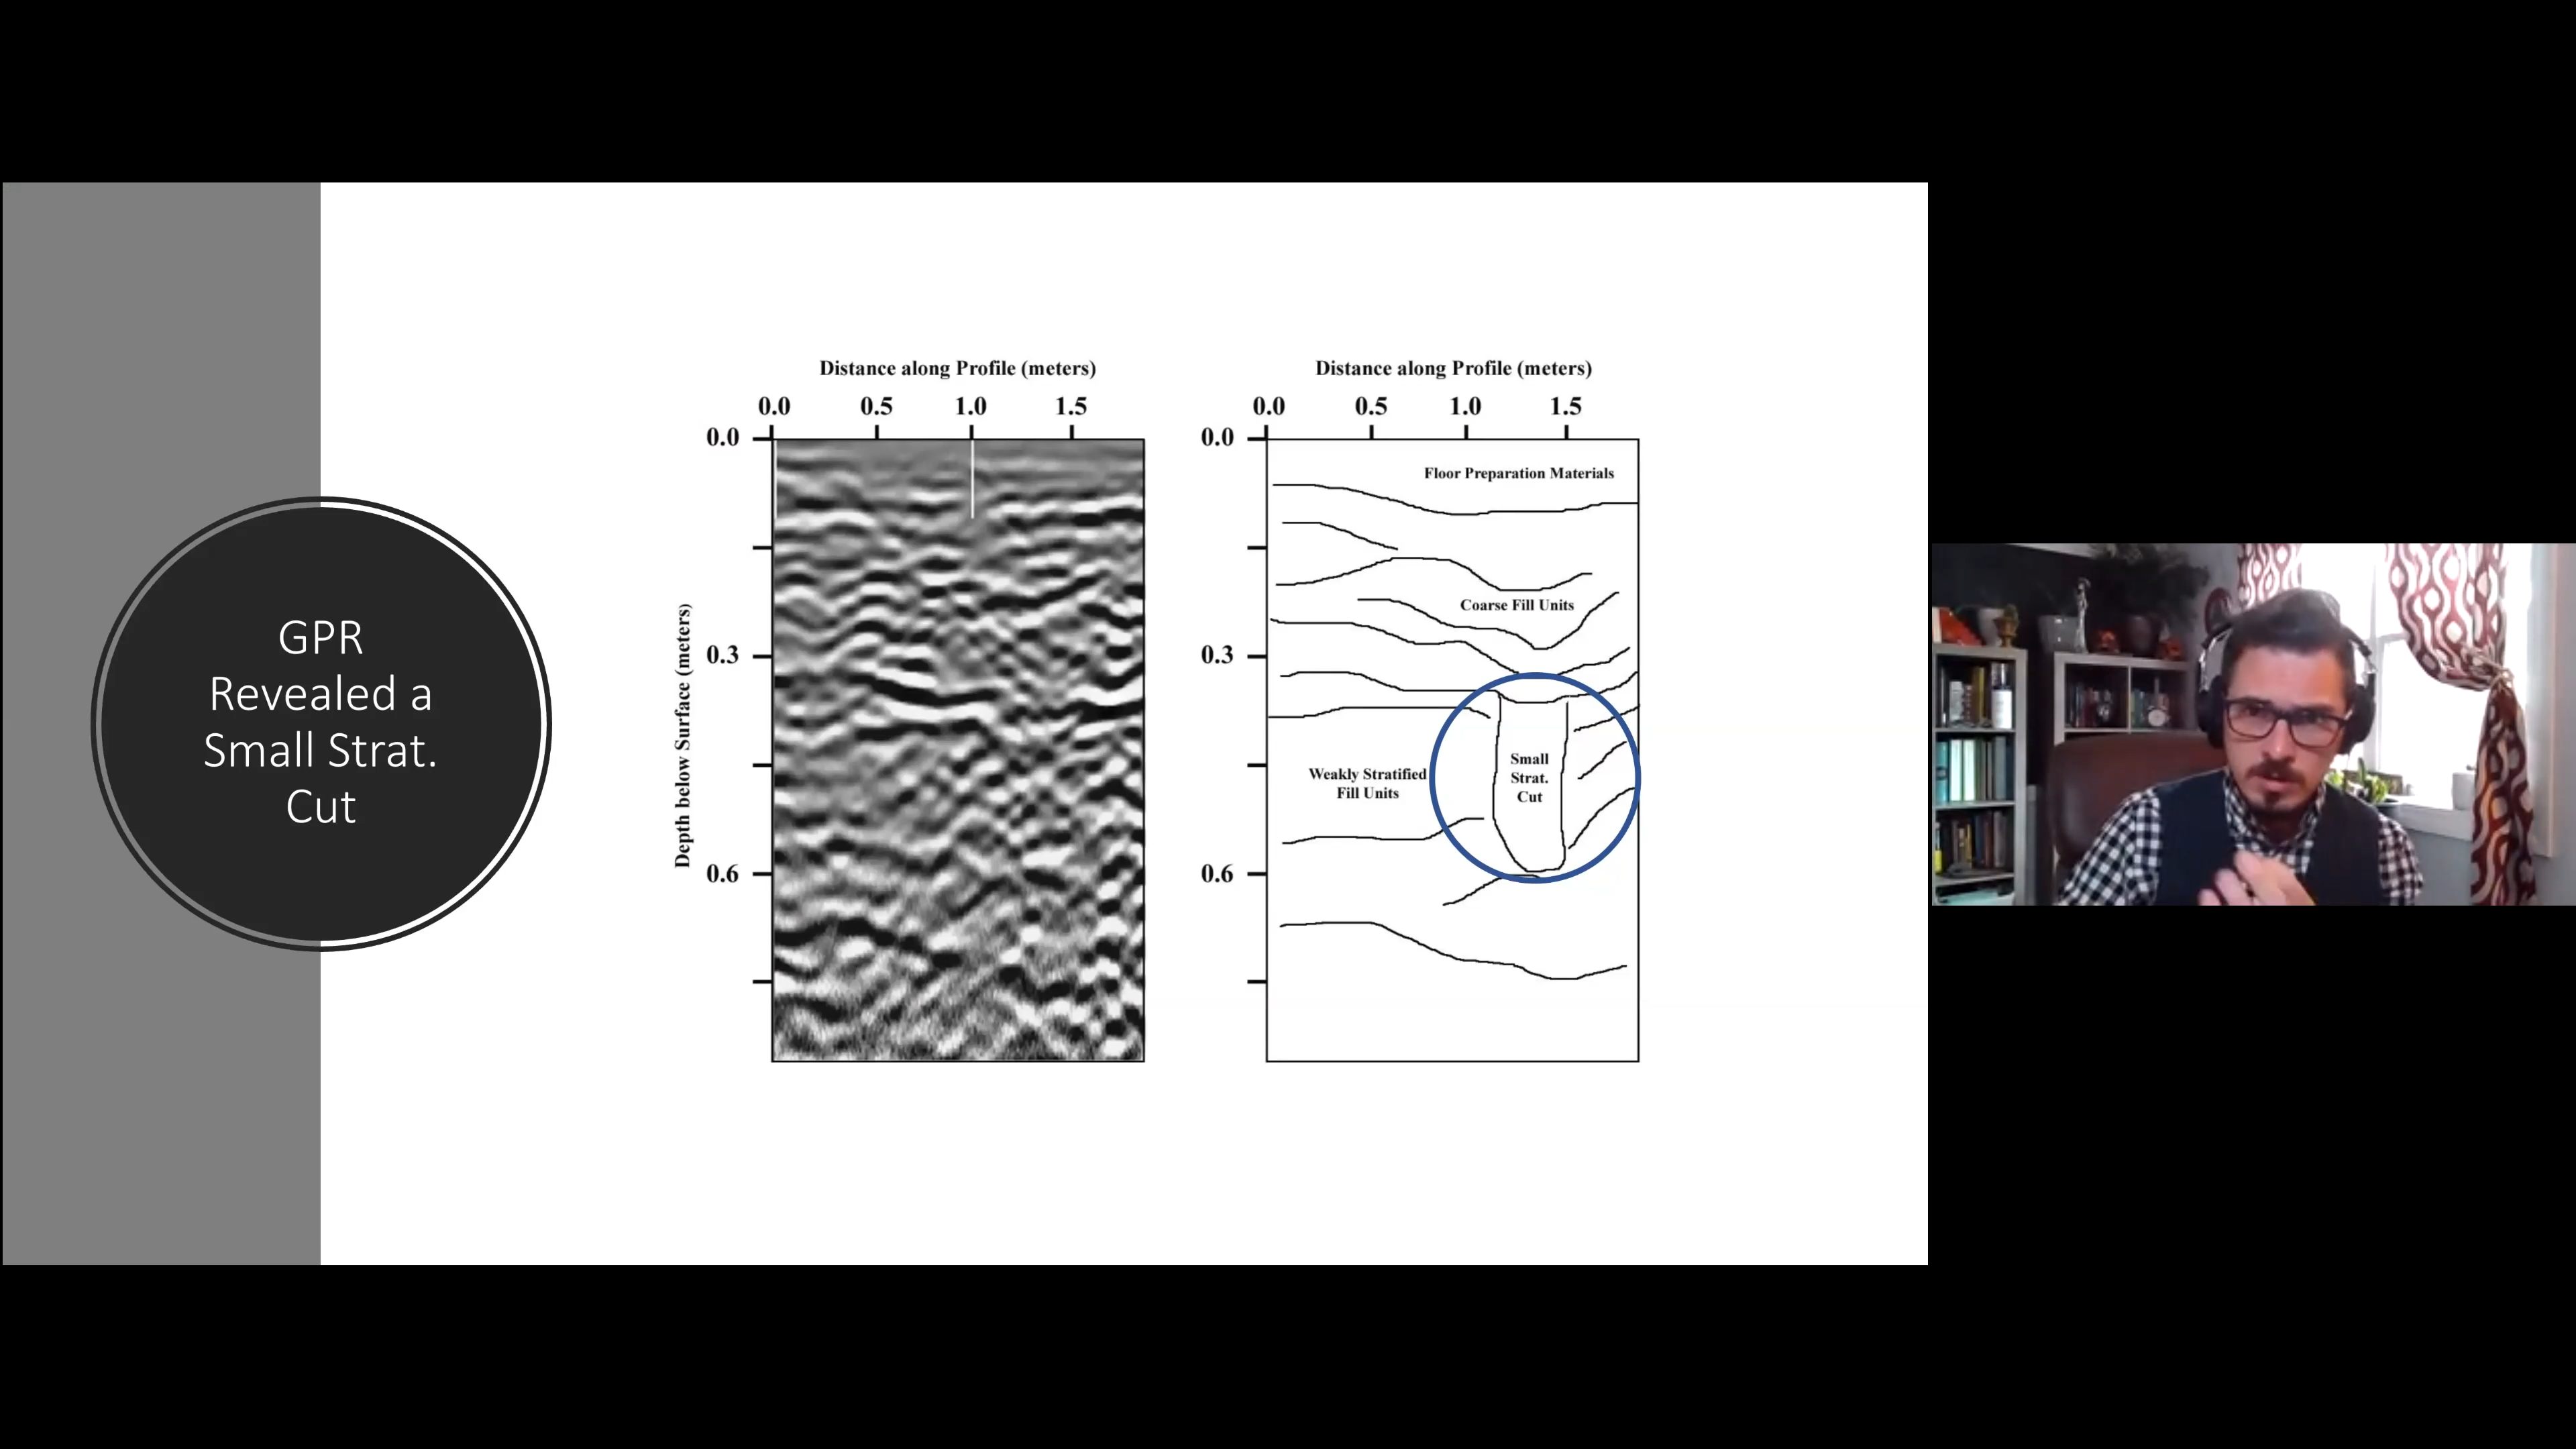 GPR
Revealed a
Small Strat.
Cut
Distance along Profile (meters)
0.0 0.5 1.0 1.5
0.0
0.3
0.6
Depth below Surface (meters)
Distance along Profile (meters)
0.0 0.5 1.0 1.5
0.0
0.3
0.6
Floor Preparation Materials
Coarse Fill Units
Weakly Stratified
Fill Units
Small
Strat.
Cut